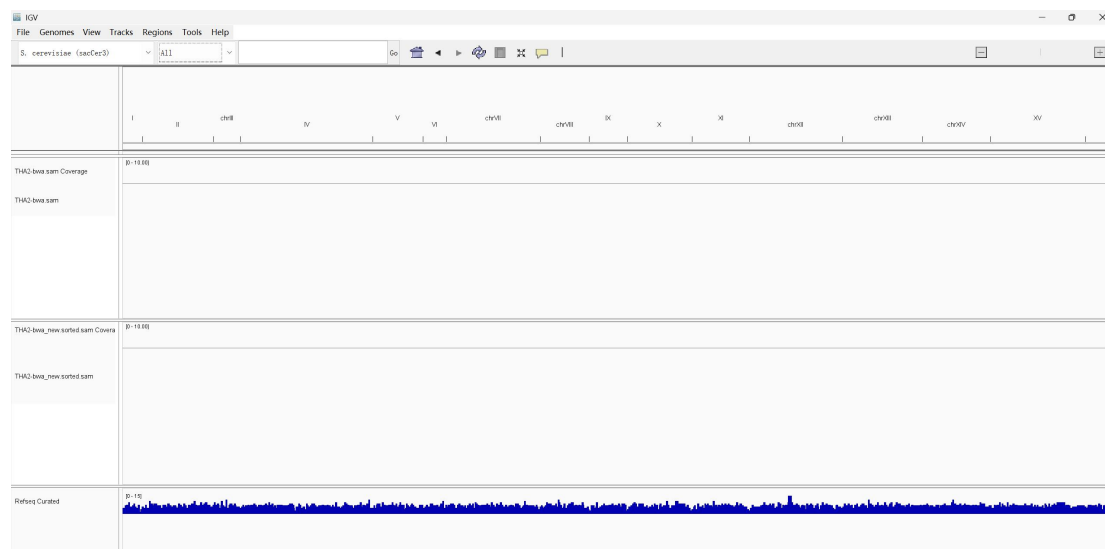 IGV
File Genomes View Tracks Regions Tools Help
S. cerevisiae (sacCer3) All Go
I II chrIII IV V VI chrVII chrVIII IX X XI chrXII chrXIII chrXIV XV
[0 - 10.00]
THA2-bwa.sam Coverage
THA2-bwa.sam
[0 - 10.00]
THA2-bwa_new.sorted.sam Covera
THA2-bwa_new.sorted.sam
[0 - 15]
Refseq Curated